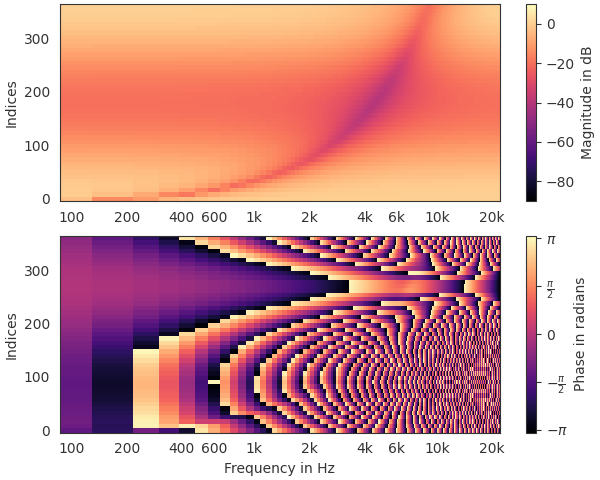 300
200
100
0
Indices
100 200 400 600 1k 2k 4k 6k 10k 20k
0
−20
−40
−60
−80
Magnitude in dB
300
200
100
0
Indices
100 200 400 600 1k 2k 4k 6k 10k 20k
Frequency in Hz
π
π/2
0
−π/2
−π
Phase in radians